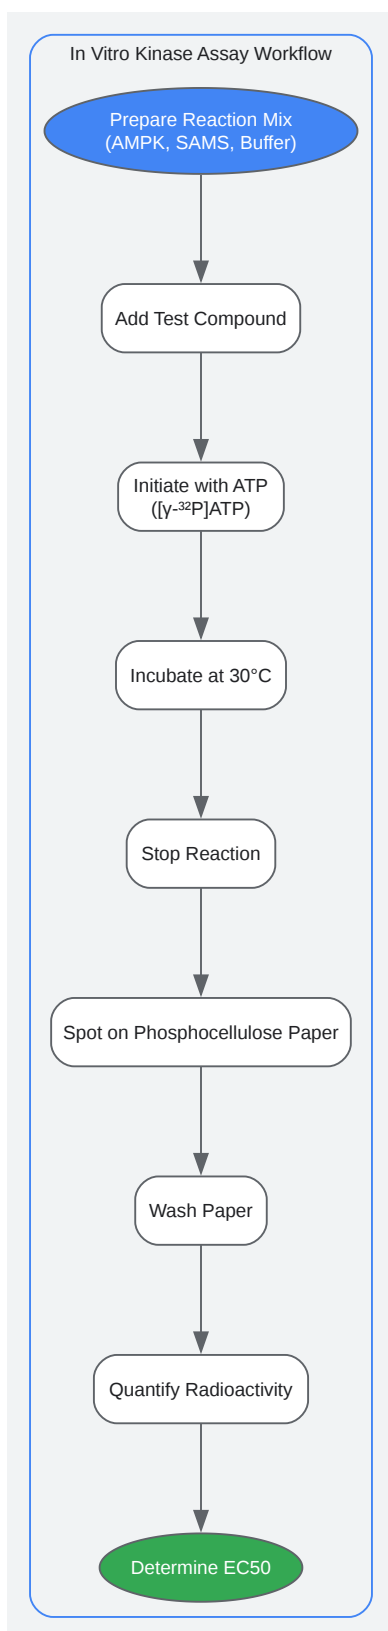 In Vitro Kinase Assay Workflow
Prepare Reaction Mix
(AMPK, SAMS, Buffer)
Add Test Compound
Initiate with ATP
([γ-³²P]ATP)
Incubate at 30°C
Stop Reaction
Spot on Phosphocellulose Paper
Wash Paper
Quantify Radioactivity
Determine EC50